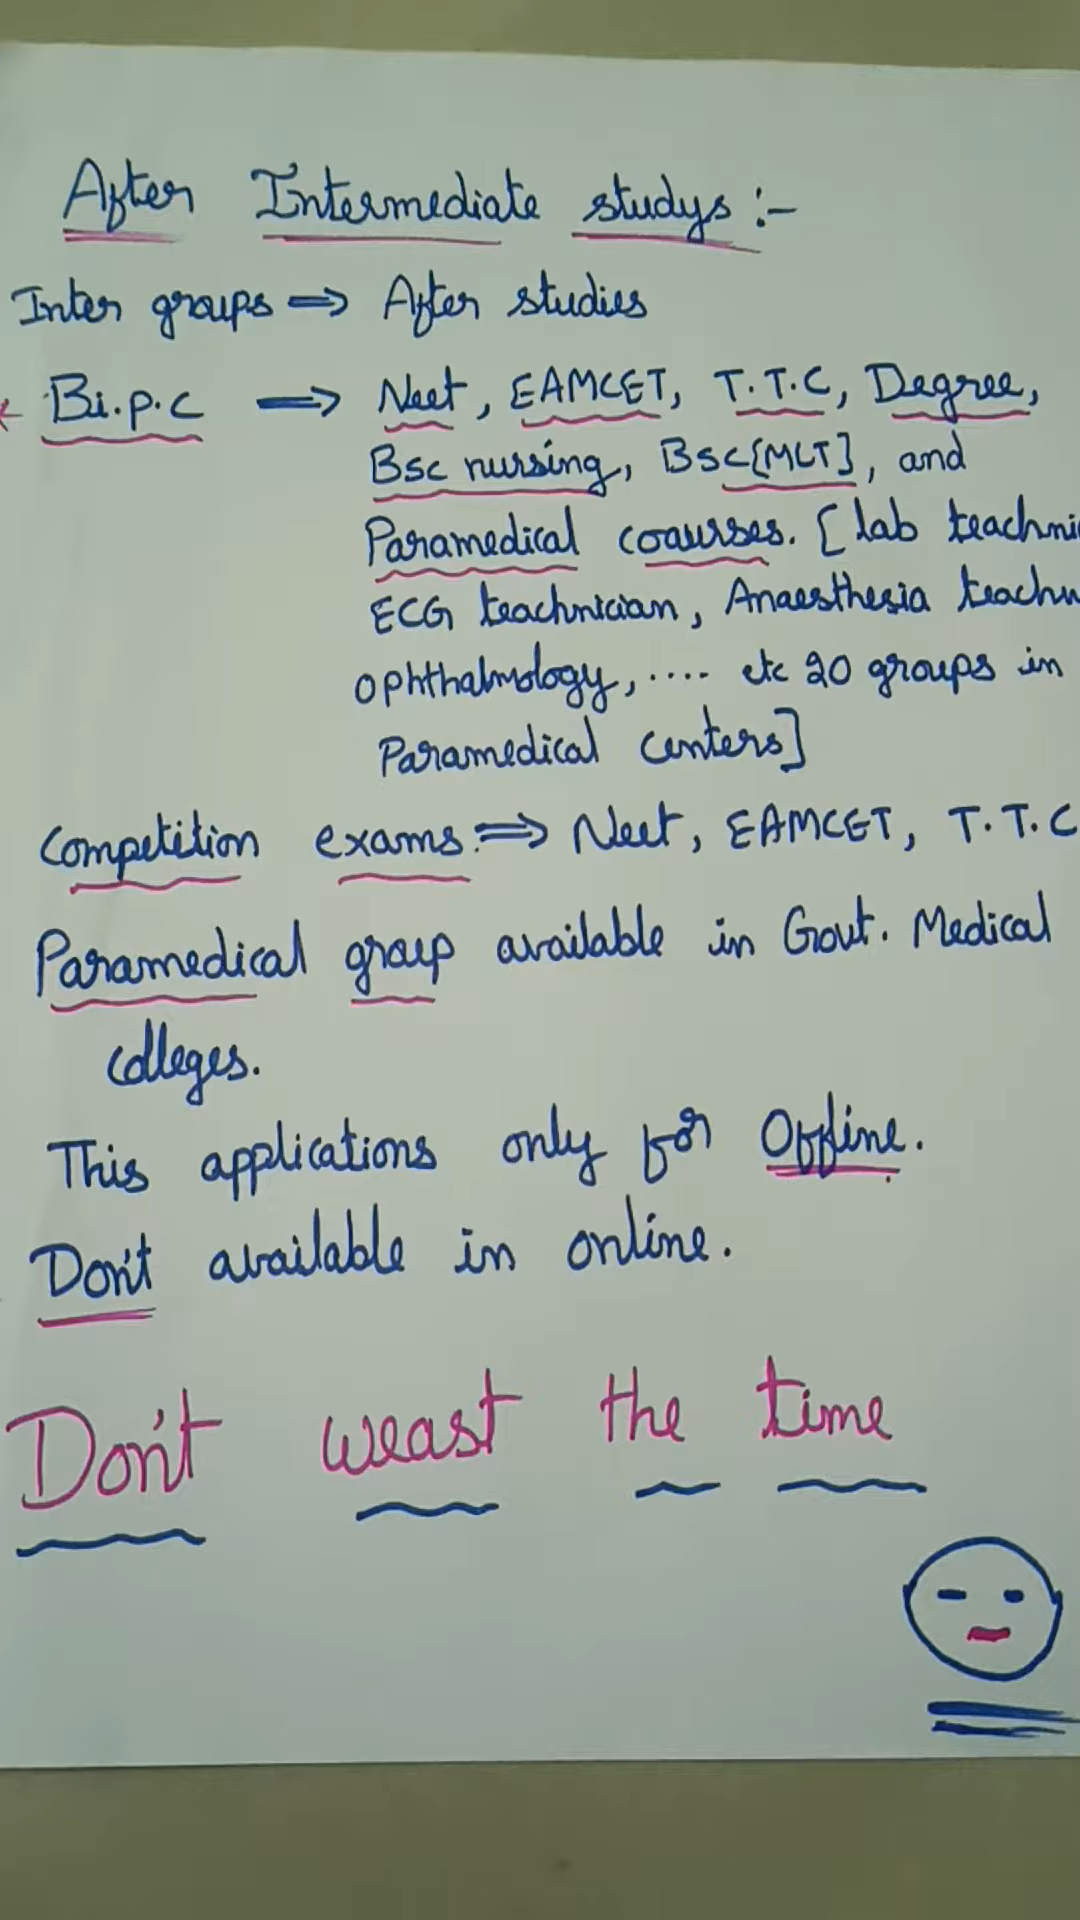 After Intermediate studys :-
Inter groups ⇒ After studies
Bi.p.c ⇒ Neet, EAMCET, T.T.C, Degree,
Bsc nursing, Bsc[MLT], and
Paramedical coaurses. [lab teachni
ECG teachnician, Anaesthesia teachn
ophthalmology, .... etc 20 groups in
Paramedical centers]
Competition exams ⇒ Neet, EAMCET, T.T.C
Paramedical group available in Govt. Medical
colleges.
This applications only for Offline.
Don't available in online.
Don't weast the time